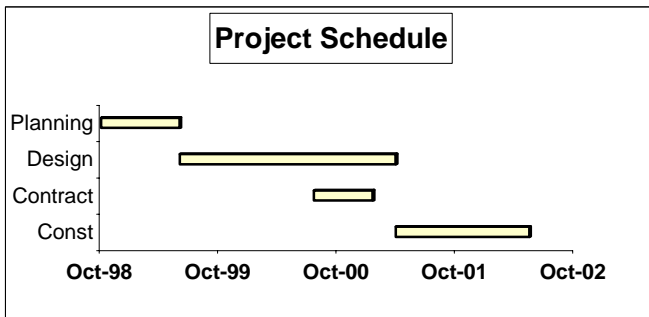 Project Schedule
Planning
Design
Contract
Const
Oct-98 Oct-99 Oct-00 Oct-01 Oct-02